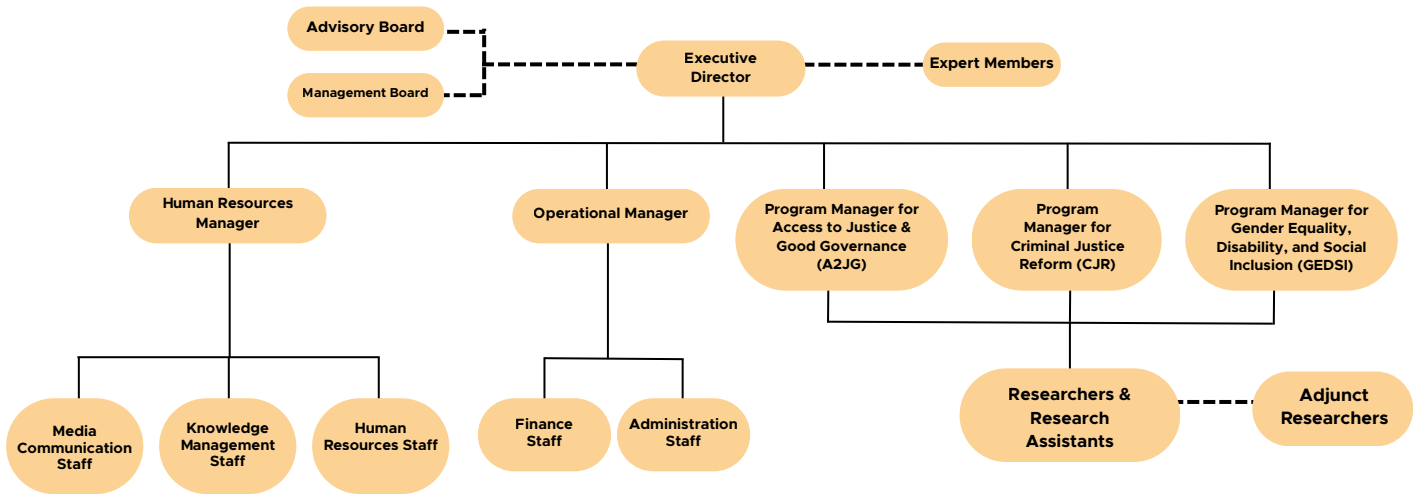 Advisory Board
Management Board
Executive
Director
Expert Members
Human Resources
Manager
Operational Manager
Program Manager for
Access to Justice &
Good Governance
(A2JG)
Program
Manager for
Criminal Justice
Reform (CJR)
Program Manager for
Gender Equality,
Disability, and Social
Inclusion (GEDSI)
Media
Communication
Staff
Knowledge
Management
Staff
Human
Resources Staff
Finance
Staff
Administration
Staff
Researchers &
Research
Assistants
Adjunct
Researchers